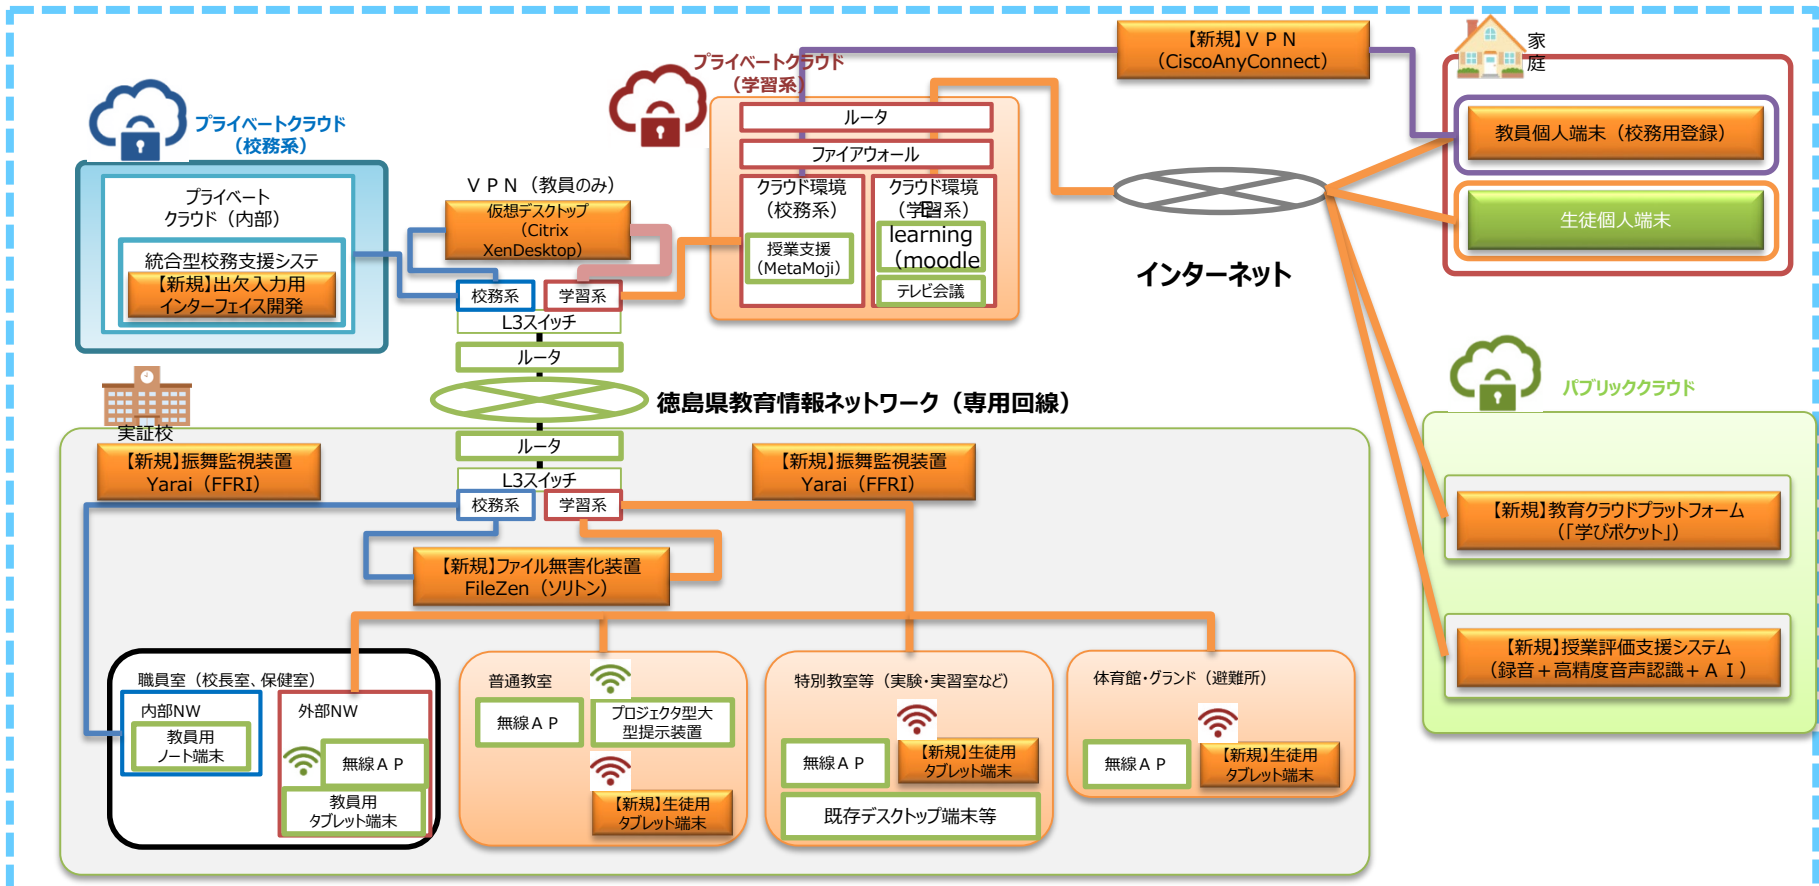 【新規】ＶＰＮ
（CiscoAnyConnect）
家
庭
教員個人端末（校務用登録）
生徒個人端末
プライベートクラウド
（学習系）
ルータ
ファイアウォール
クラウド環境
（校務系）
授業支援
（MetaMoji）
クラウド環境
（学習系）
learning
（moodle
テレビ会議
インターネット
プライベートクラウド
（校務系）
プライベート
クラウド（内部）
統合型校務支援システ
【新規】出欠入力用
インターフェイス開発
ＶＰＮ（教員のみ）
仮想デスクトップ
（Citrix
XenDesktop）
校務系
学習系
L3スイッチ
ルータ
徳島県教育情報ネットワーク（専用回線）
パブリッククラウド
【新規】教育クラウドプラットフォーム
（「学びポケット」）
【新規】授業評価支援システム
（録音＋高精度音声認識＋ＡＩ）
実証校
【新規】振舞監視装置
Yarai（FFRI）
ルータ
L3スイッチ
校務系
学習系
【新規】振舞監視装置
Yarai（FFRI）
【新規】ファイル無害化装置
FileZen（ソリトン）
職員室（校長室、保健室）
内部NW
教員用
ノート端末
外部NW
無線ＡＰ
教員用
タブレット端末
普通教室
無線ＡＰ
プロジェクタ型大
型提示装置
【新規】生徒用
タブレット端末
特別教室等（実験・実習室など）
無線ＡＰ
【新規】生徒用
タブレット端末
既存デスクトップ端末等
体育館・グランド（避難所）
無線ＡＰ
【新規】生徒用
タブレット端末